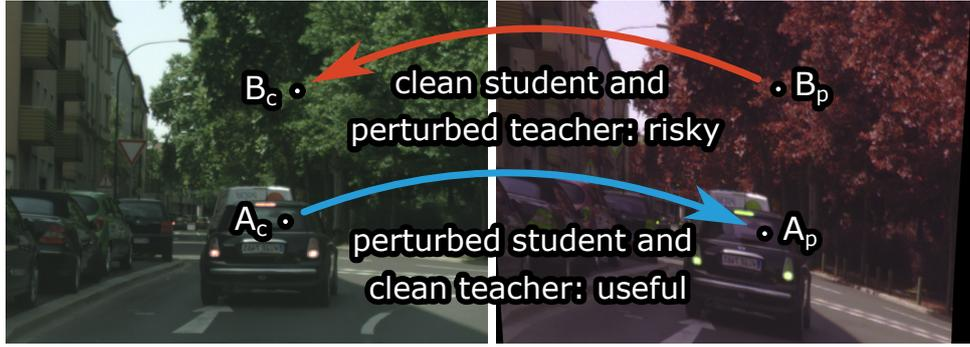 B_c
B_p
clean student and
perturbed teacher: risky
A_c
A_p
perturbed student and
clean teacher: useful